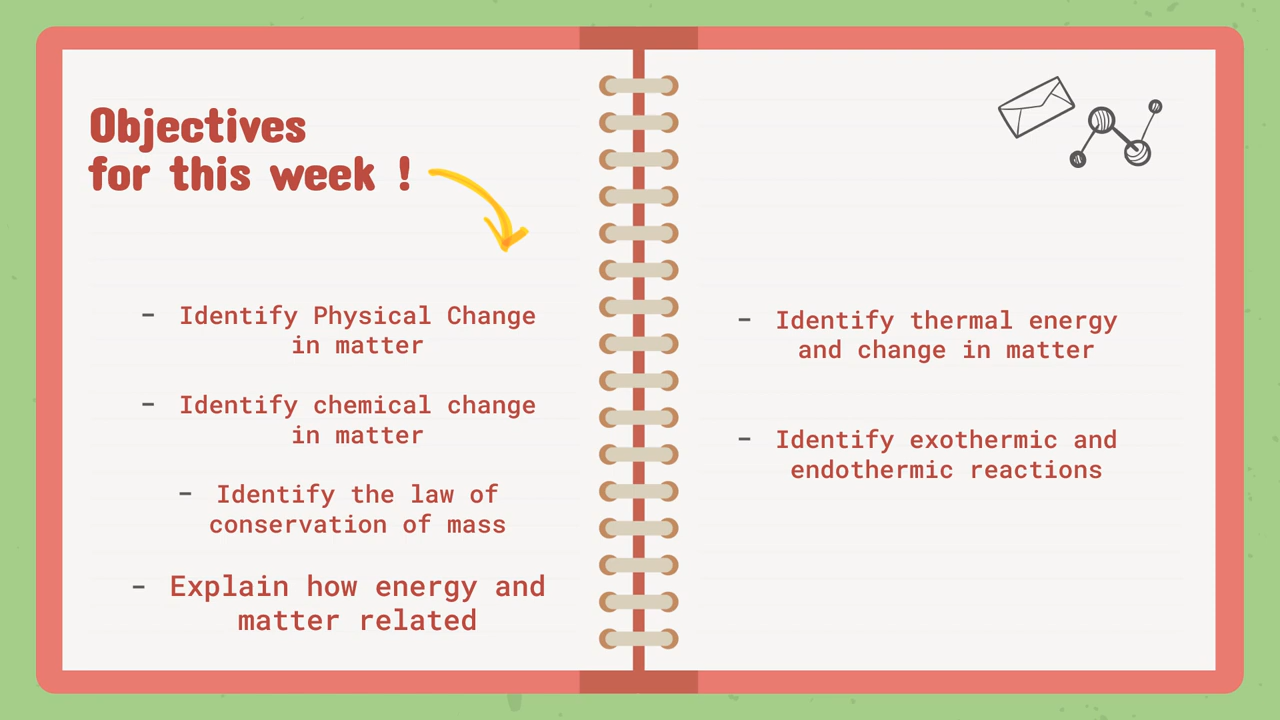 Objectives
for this week !
- Identify Physical Change
in matter
- Identify chemical change
in matter
- Identify the law of
conservation of mass
- Explain how energy and
matter related
- Identify thermal energy
and change in matter
- Identify exothermic and
endothermic reactions